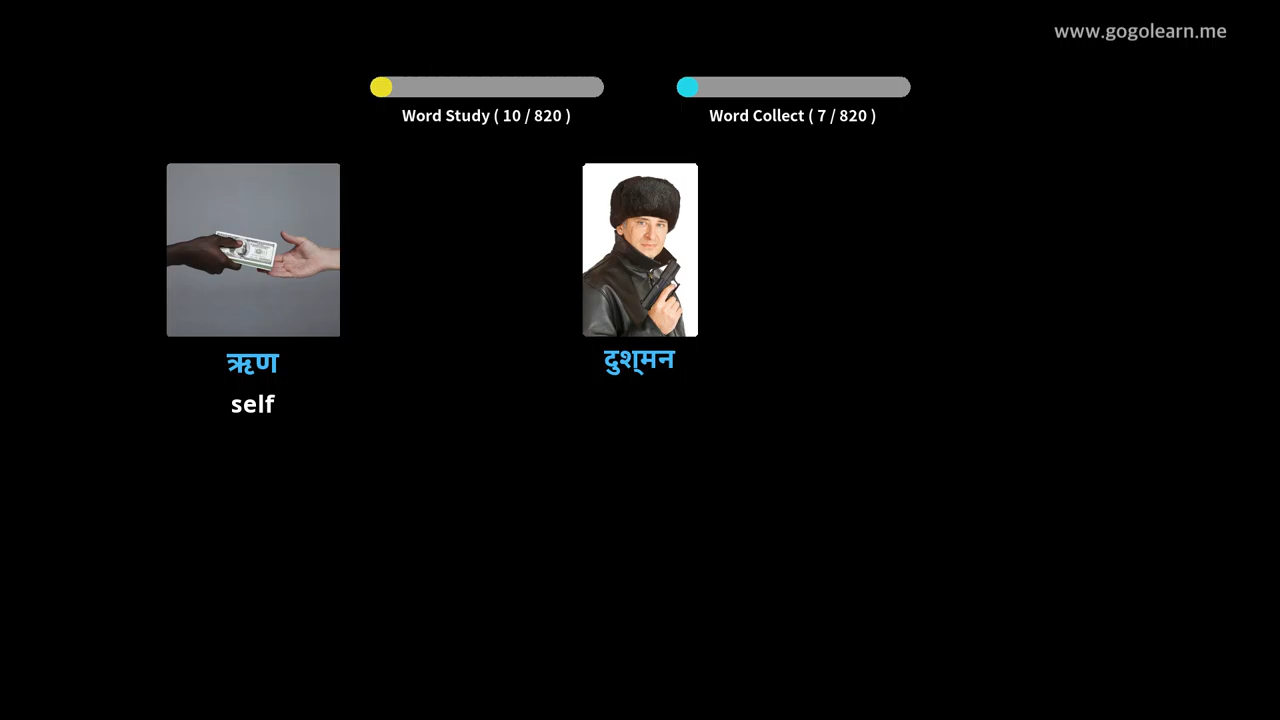 www.gogolearn.me
Word Study ( 10 / 820 )
Word Collect ( 7 / 820 )
ऋण
self
दुश्‌मन